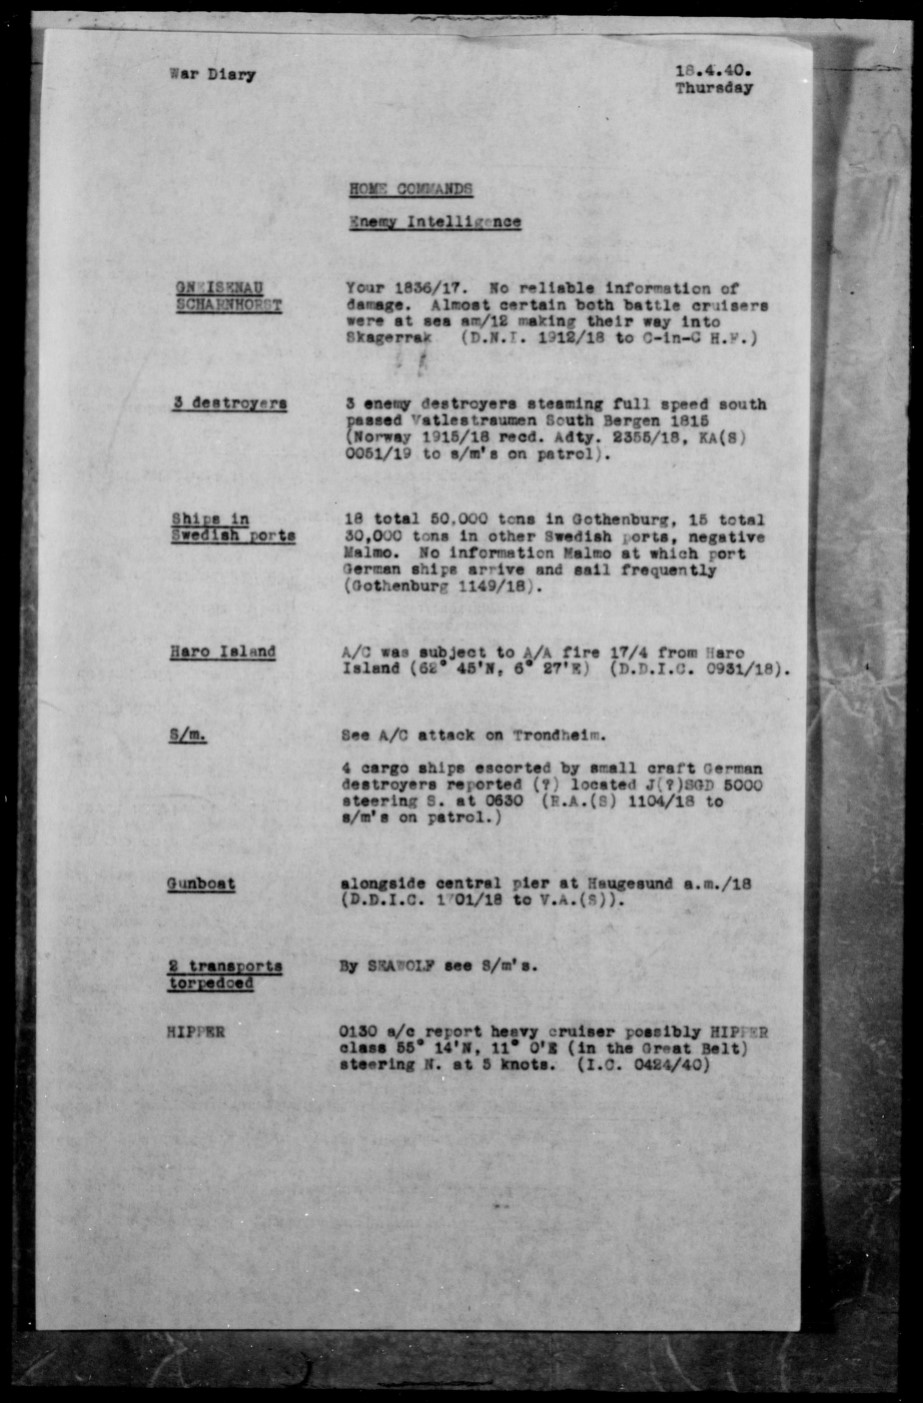 War Diary
18.4.40.
Thursday
HOME COMMANDS
Enemy Intelligence
GNEISENAU
SCHARNHORST
Your 1836/17. No reliable information of
damage. Almost certain both battle cruisers
were at sea am/12 making their way into
Skagerrak (D.N.I. 1912/18 to C-in-C H.F.)
3 destroyers
3 enemy destroyers steaming full speed south
passed Vatlestraumen South Bergen 1815
(Norway 1915/18 recd. Adty. 2355/18, KA(S)
0051/19 to s/m's on patrol).
Ships in
Swedish ports
18 total 50,000 tons in Gothenburg, 15 total
30,000 tons in other Swedish ports, negative
Malmo. No information Malmo at which port
German ships arrive and sail frequently
(Gothenburg 1149/18).
Haro Island
A/C was subject to A/A fire 17/4 from Haro
Island (62° 45'N, 6° 27'E) (D.D.I.C. 0931/18).
S/m.
See A/C attack on Trondheim.
4 cargo ships escorted by small craft German
destroyers reported (?) located J(?)SGD 5000
steering S. at 0630 (R.A.(S) 1104/18 to
s/m's on patrol.)
Gunboat
alongside central pier at Haugesund a.m./18
(D.D.I.C. /18 to V.A.(S)).
2 transports
torpedoed
By SEAWOLF see S/m's.
HIPPER
0130 a/c report heavy cruiser possibly HIPPER
class 55° 14'N, 11° 0'E (in the Great Belt)
steering N. at 5 knots. (I.C. 0424/40)